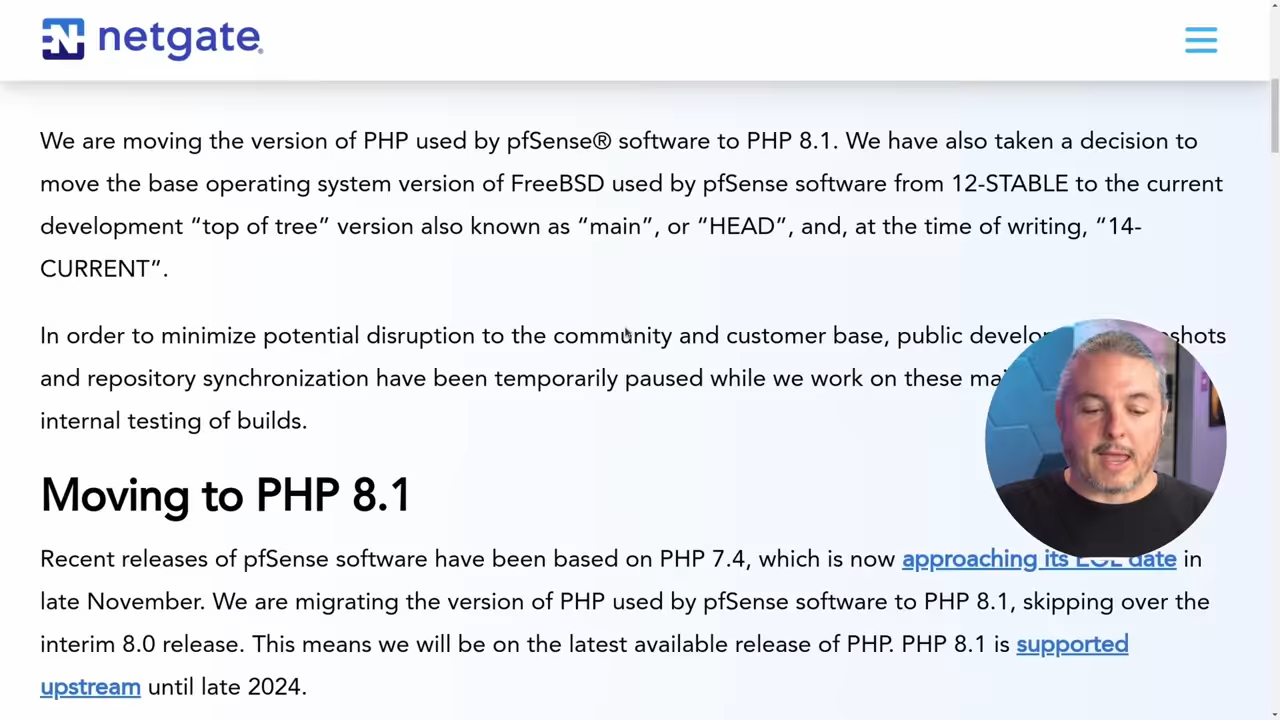 netgate
We are moving the version of PHP used by pfSense® software to PHP 8.1. We have also taken a decision to
move the base operating system version of FreeBSD used by pfSense software from 12-STABLE to the current
development “top of tree” version also known as “main”, or “HEAD”, and, at the time of writing, “14-
CURRENT”.
In order to minimize potential disruption to the community and customer base, public
and repository synchronization have been temporarily paused while we work on these
internal testing of builds.
Moving to PHP 8.1
Recent releases of pfSense software have been based on PHP 7.4, which is now approaching its EOL date in
late November. We are migrating the version of PHP used by pfSense software to PHP 8.1, skipping over the
interim 8.0 release. This means we will be on the latest available release of PHP. PHP 8.1 is supported
upstream until late 2024.